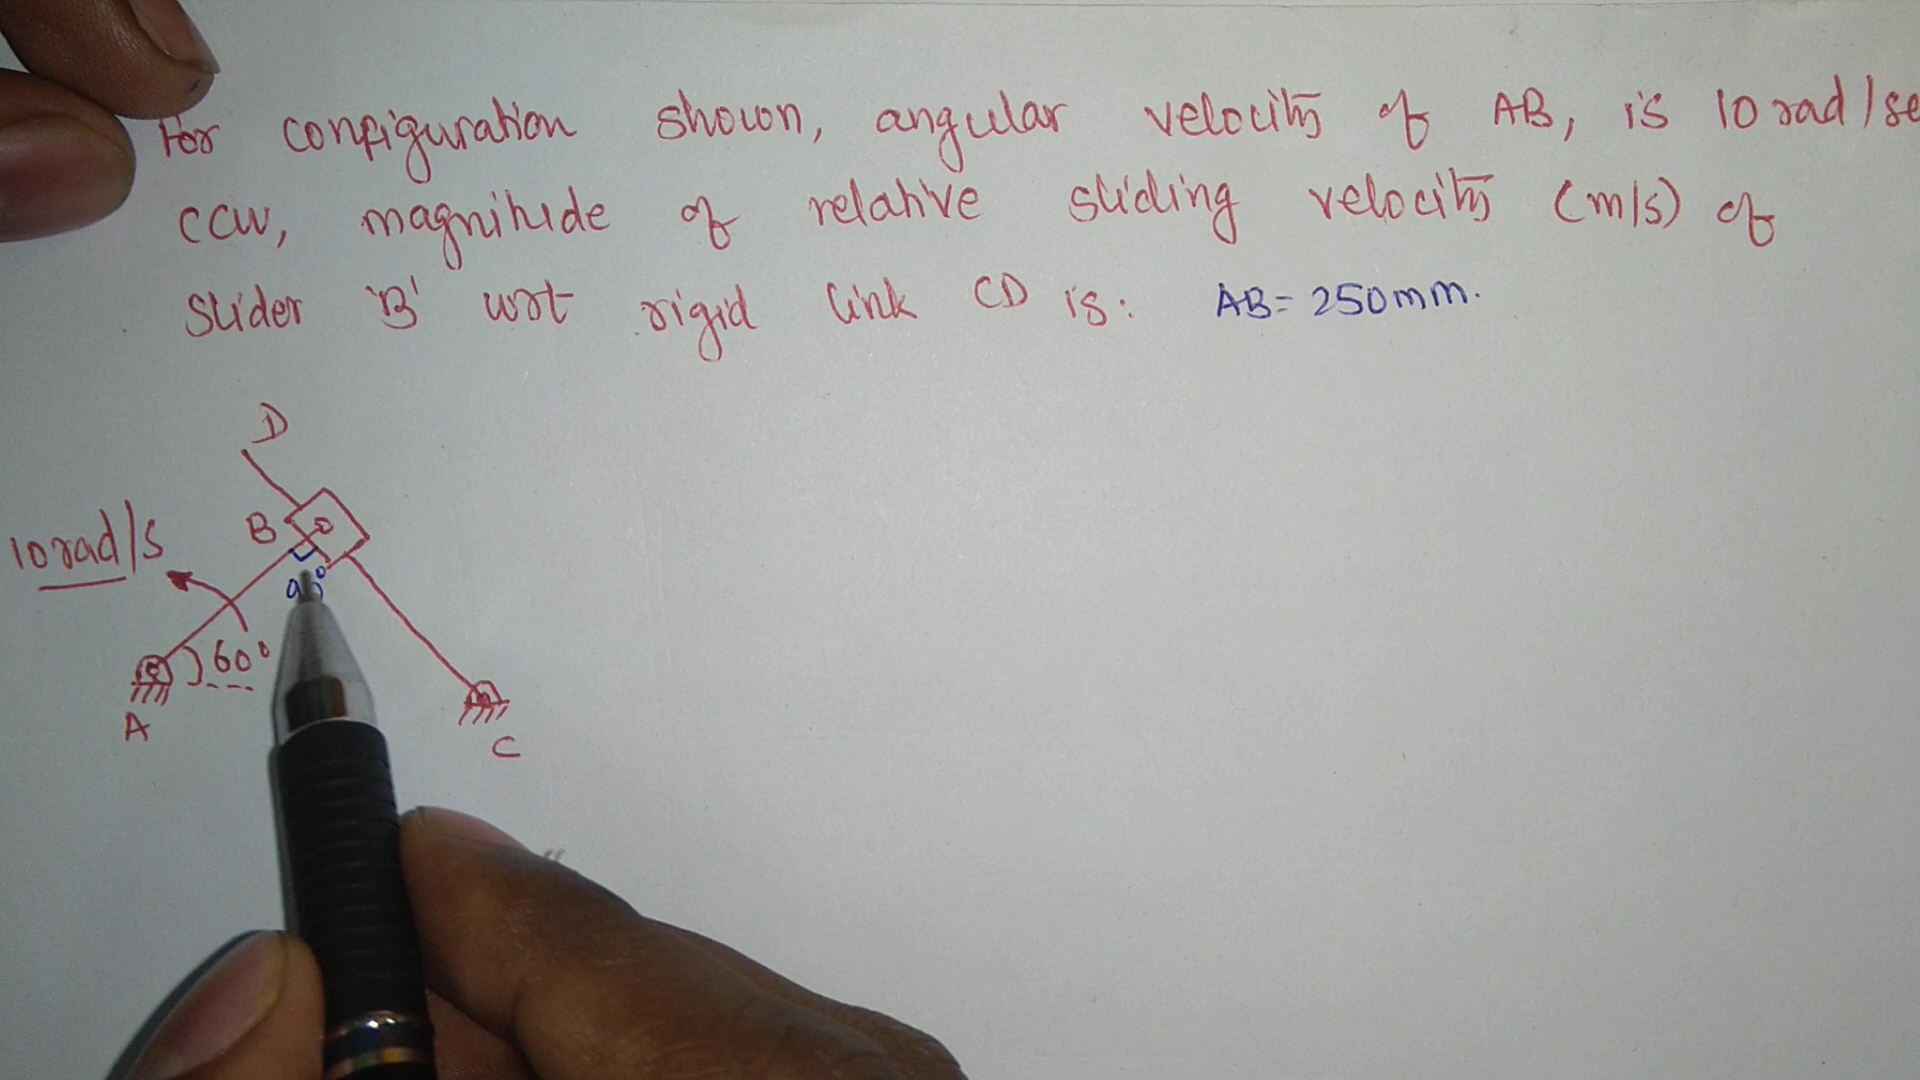 For configuration shown, angular velocity of AB, is 10 rad/se
CCW, magnitude of relative sliding velocity (m/s) of
slider 'B' wrt rigid link CD is: AB= 250mm.
D
B
10 rad/s
90°
60°
A
C